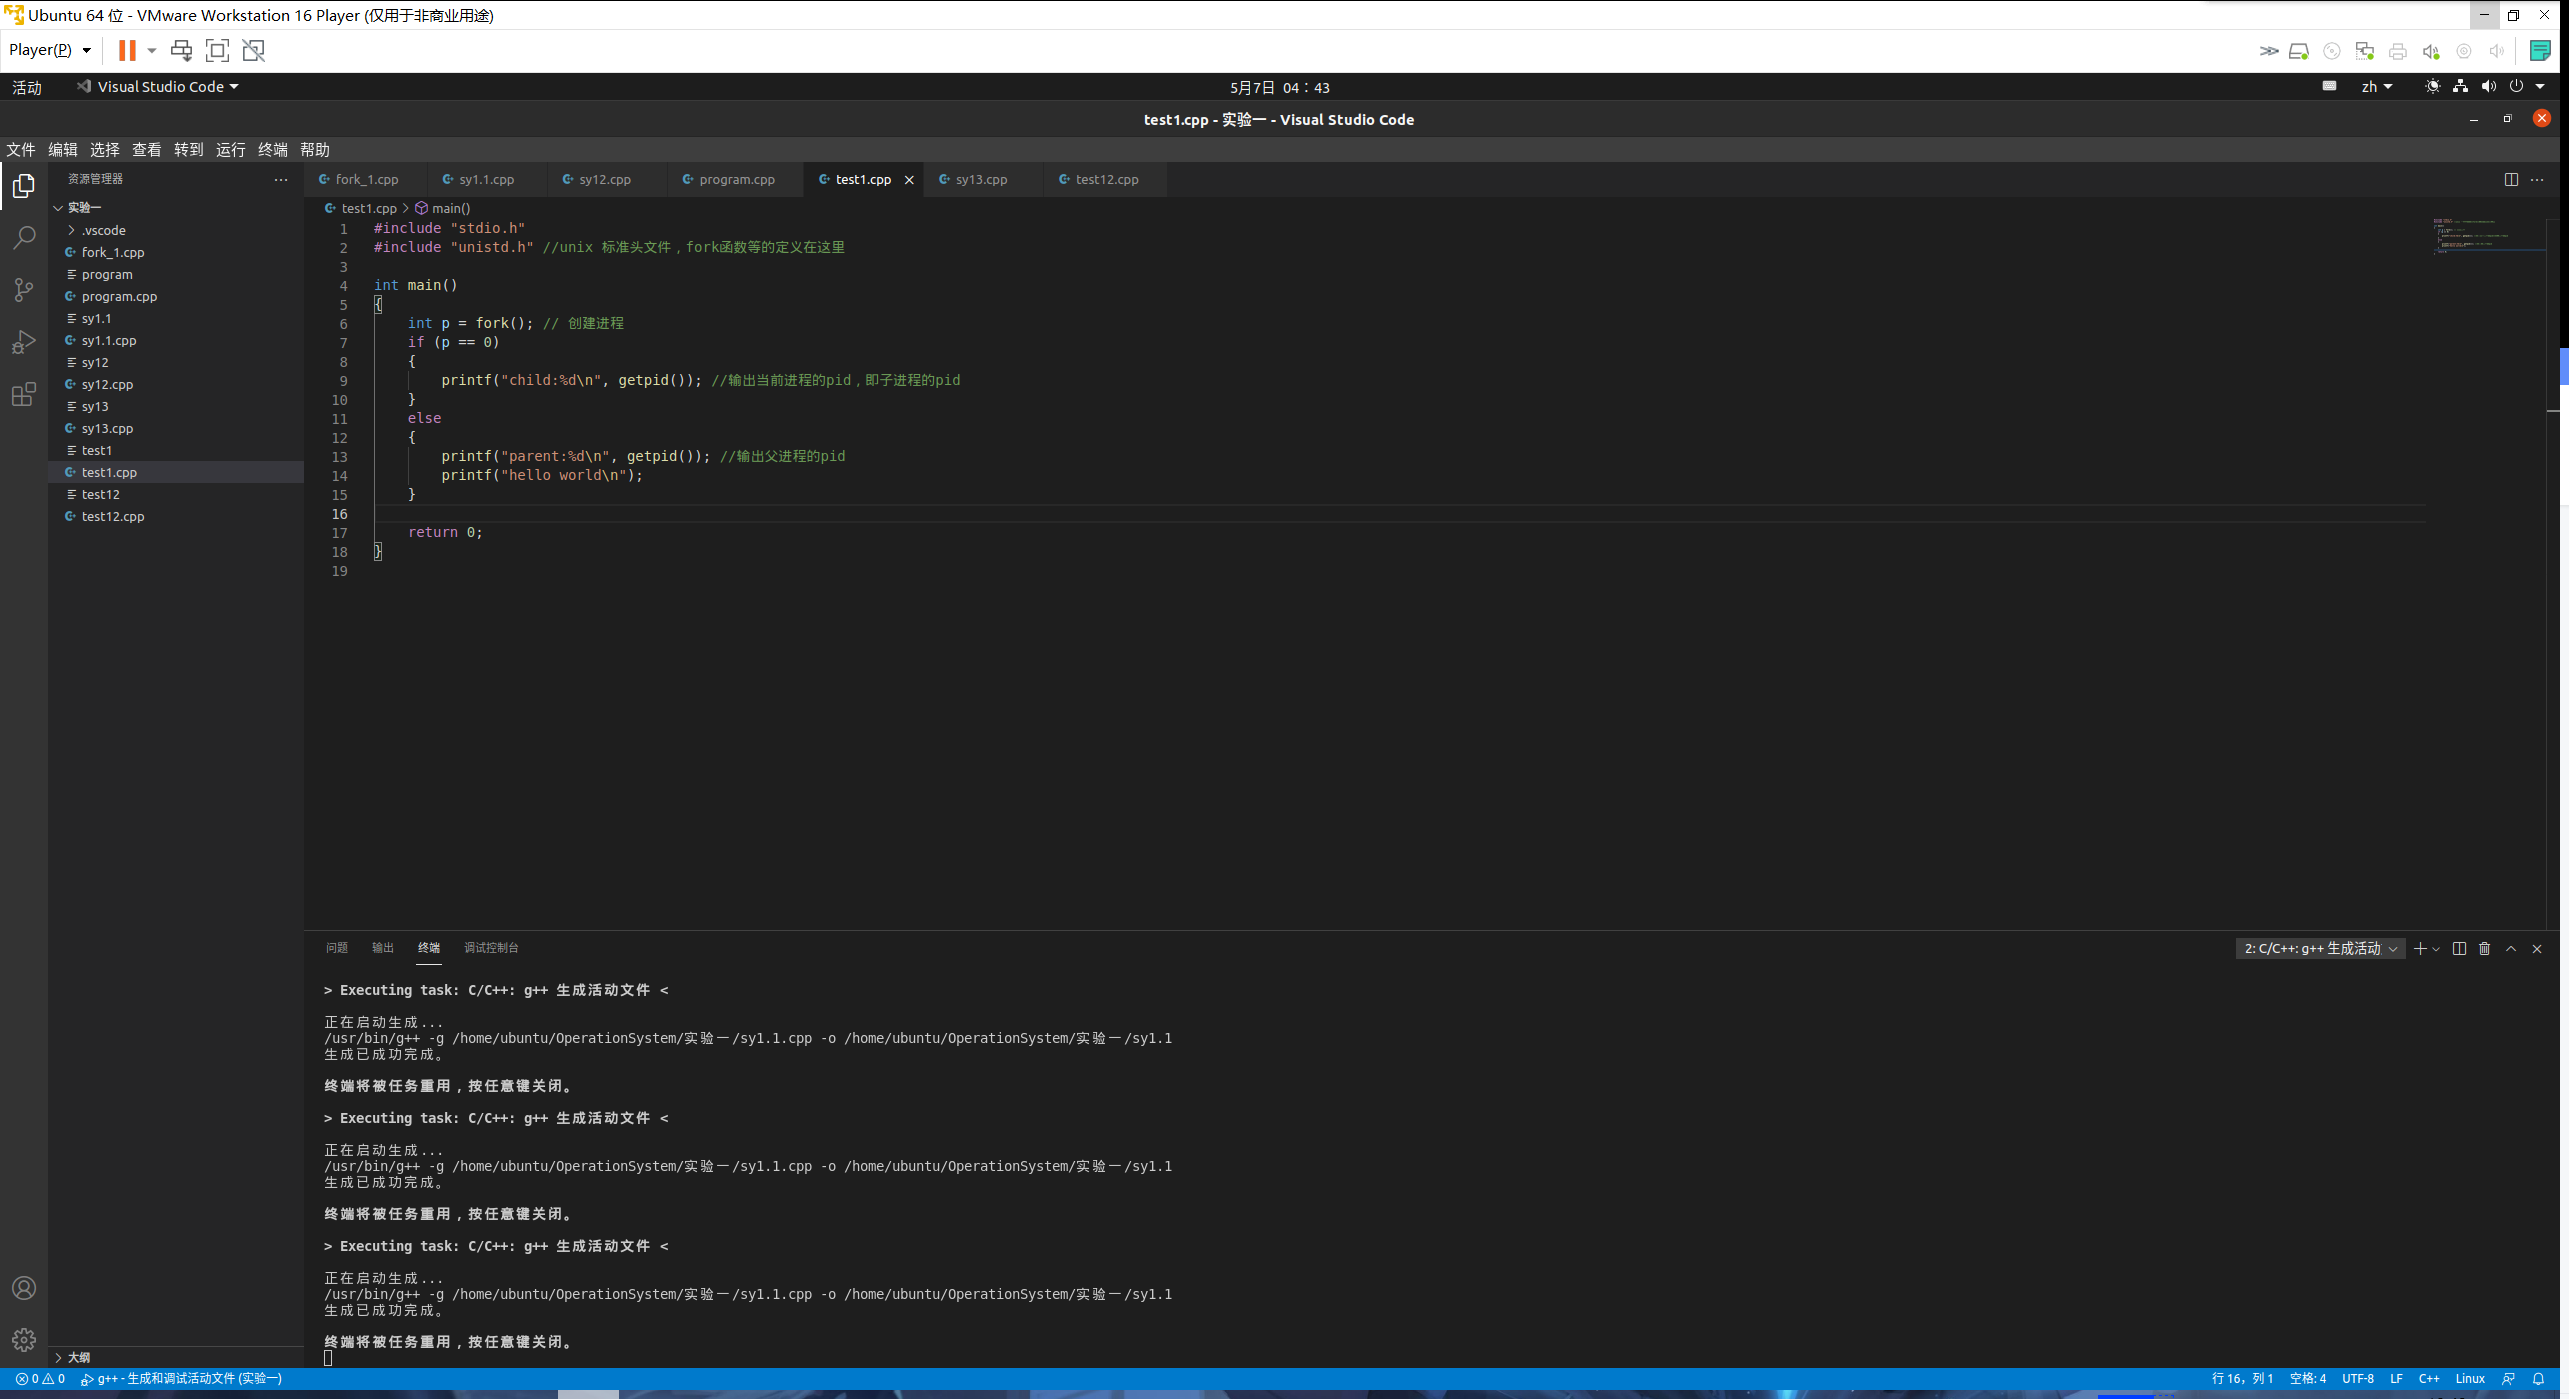 Ubuntu 64 位 - VMware Workstation 16 Player (仅用于非商业用途)
Player(P)
活动 Visual Studio Code 5月7日 04：43 zh
test1.cpp - 实验一 - Visual Studio Code
文件 编辑 选择 查看 转到 运行 终端 帮助
资源管理器
实验一
.vscode
fork_1.cpp
program
program.cpp
sy1.1
sy1.1.cpp
sy12
sy12.cpp
sy13
sy13.cpp
test1
test1.cpp
test12
test12.cpp
大纲
fork_1.cpp sy1.1.cpp sy12.cpp program.cpp test1.cpp sy13.cpp test12.cpp
test1.cpp > main()
1 #include "stdio.h"
2 #include "unistd.h" //unix 标准头文件，fork函数等的定义在这里
3
4 int main()
5 {
6 int p = fork(); // 创建进程
7 if (p == 0)
8 {
9 printf("child:%d\n", getpid()); //输出当前进程的pid，即子进程的pid
10 }
11 else
12 {
13 printf("parent:%d\n", getpid()); //输出父进程的pid
14 printf("hello world\n");
15 }
16
17 return 0;
18 }
19
问题 输出 终端 调试控制台 2: C/C++: g++ 生成活动
> Executing task: C/C++: g++ 生成活动文件 <
正在启动生成...
/usr/bin/g++ -g /home/ubuntu/OperationSystem/实验一/sy1.1.cpp -o /home/ubuntu/OperationSystem/实验一/sy1.1
生成已成功完成。
终端将被任务重用，按任意键关闭。
> Executing task: C/C++: g++ 生成活动文件 <
正在启动生成...
/usr/bin/g++ -g /home/ubuntu/OperationSystem/实验一/sy1.1.cpp -o /home/ubuntu/OperationSystem/实验一/sy1.1
生成已成功完成。
终端将被任务重用，按任意键关闭。
> Executing task: C/C++: g++ 生成活动文件 <
正在启动生成...
/usr/bin/g++ -g /home/ubuntu/OperationSystem/实验一/sy1.1.cpp -o /home/ubuntu/OperationSystem/实验一/sy1.1
生成已成功完成。
终端将被任务重用，按任意键关闭。
0 0 g++ - 生成和调试活动文件 (实验一) 行 16，列 1 空格: 4 UTF-8 LF C++ Linux